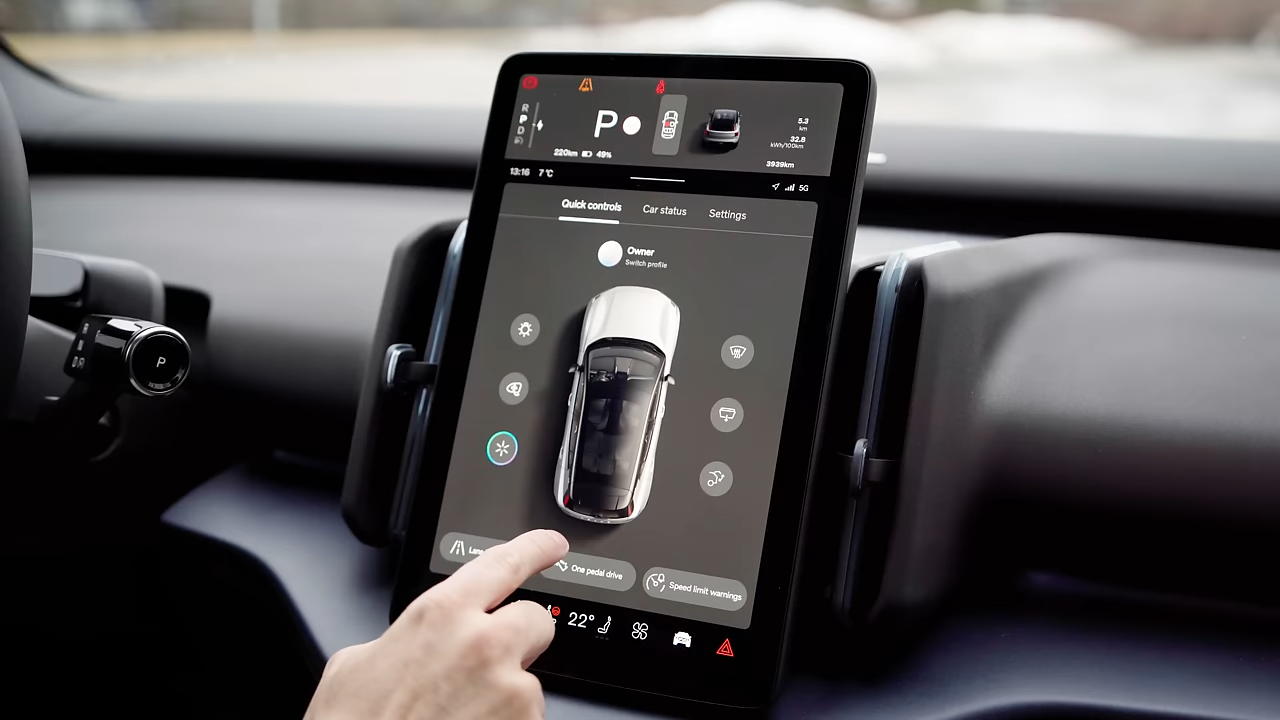 R
P
D
P
5.3
km
32.8
kWh/100km
220km 49%
3939km
13:16 7°C
5G
Quick controls Car status Settings
Owner
Switch profile
P
One pedal drive
Speed limit warnings
22°